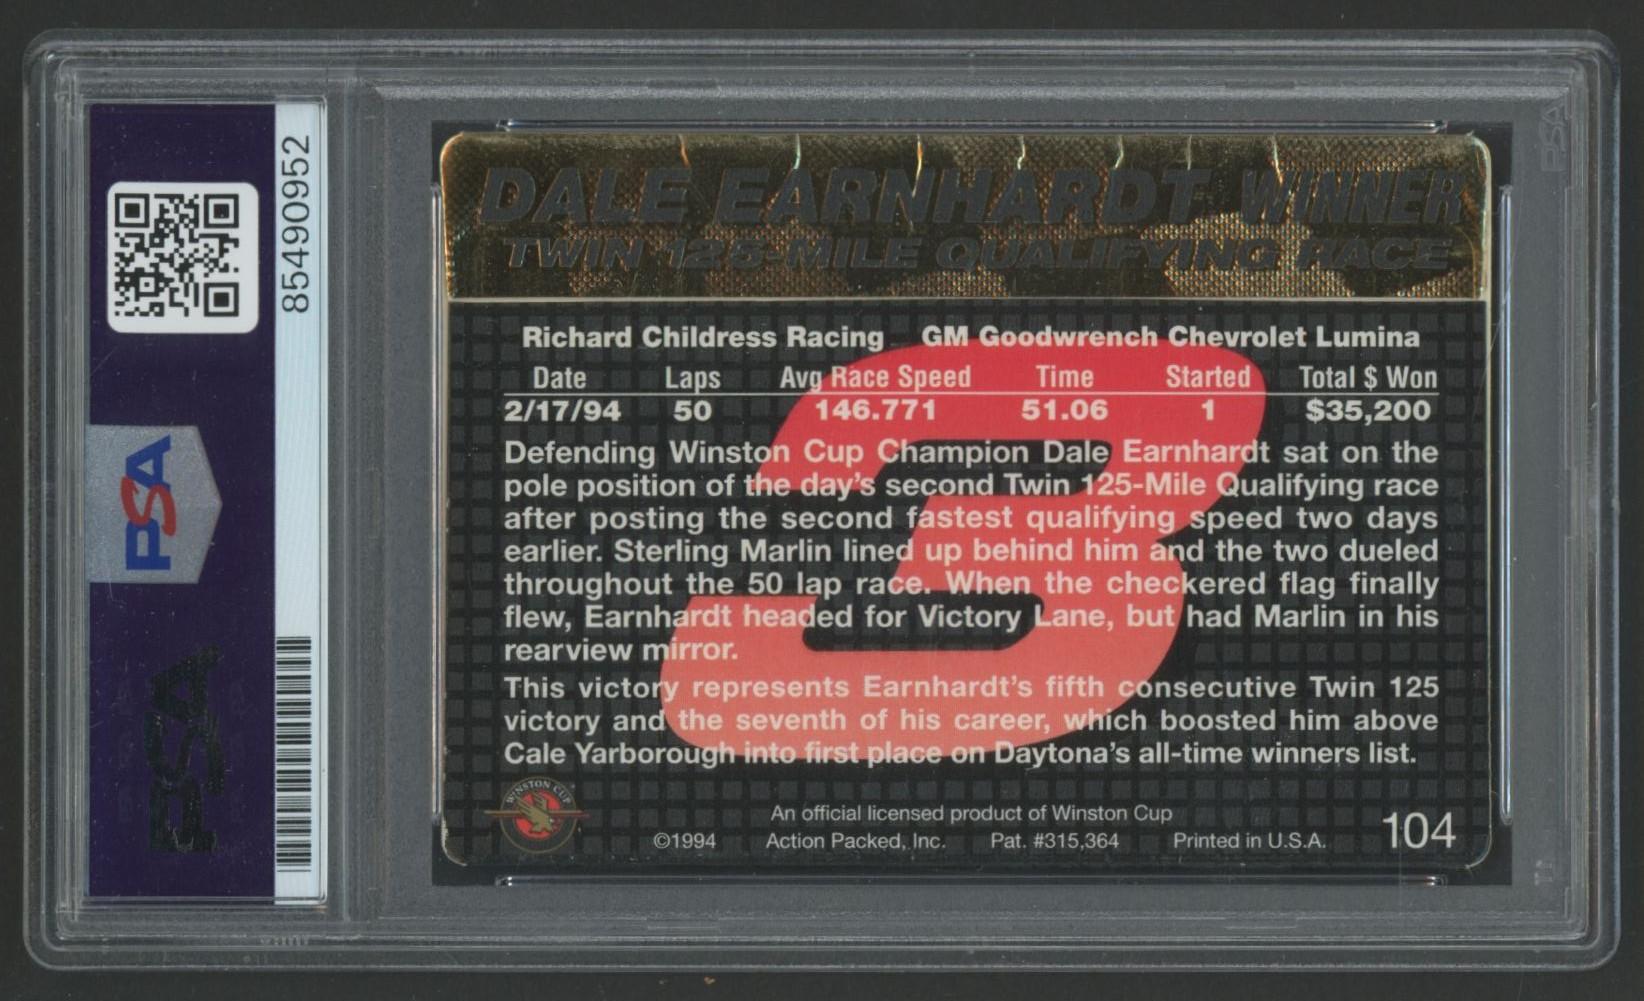 85490952
PSA
PSA
PSA
DALE EARNHARDT WINNER
TWIN 125-MILE QUALIFYING RACE
Richard Childress Racing GM Goodwrench Chevrolet Lumina
Date Laps Avg Race Speed Time Started Total $ Won
2/17/94 50 146.771 51.06 1 $35,200
Defending Winston Cup Champion Dale Earnhardt sat on the
pole position of the day's second Twin 125-Mile Qualifying race
after posting the second fastest qualifying speed two days
earlier. Sterling Marlin lined up behind him and the two dueled
throughout the 50 lap race. When the checkered flag finally
flew, Earnhardt headed for Victory Lane, but had Marlin in his
rearview mirror.
This victory represents Earnhardt's fifth consecutive Twin 125
victory and the seventh of his career, which boosted him above
Cale Yarborough into first place on Daytona's all-time winners list.
3
WINSTON CUP
An official licensed product of Winston Cup
©1994 Action Packed, Inc. Pat. #315,364 Printed in U.S.A.
104